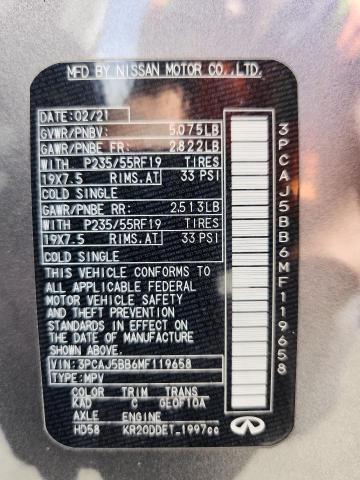 MFD BY NISSAN MOTOR CO.,LTD.
DATE: 02/21
GVWR/PNBV: 5,075LB
GAWR/PNBE FR: 2,822LB
WITH P235/55RF19 TIRES
19X7.5 RIMS.AT 33 PSI
COLD SINGLE
GAWR/PNBE RR: 2,513LB
WITH P235/55RF19 TIRES
19X7.5 RIMS.AT 33 PSI
COLD SINGLE
THIS VEHICLE CONFORMS TO
ALL APPLICABLE FEDERAL
MOTOR VEHICLE SAFETY
AND THEFT PREVENTION
STANDARDS IN EFFECT ON
THE DATE OF MANUFACTURE
SHOWN ABOVE.
VIN: 3PCAJ5BB6MF119658
TYPE: MPV
COLOR TRIM TRANS
KAD C GEOF10A
AXLE ENGINE
HD58 KR20DDET_1997cc
INFINITI
3PCAJ5BB6MF119658